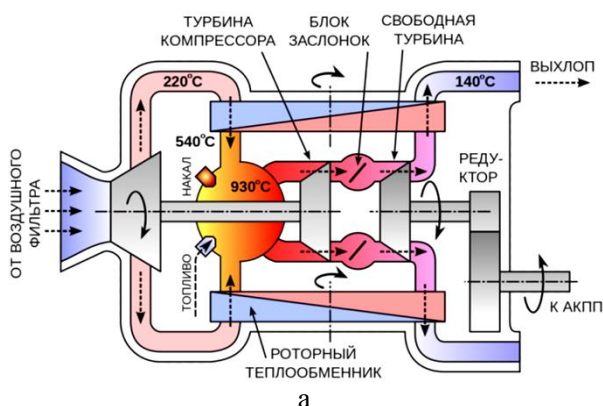 ТУРБИНА
КОМПРЕССОРА
БЛОК
ЗАСЛОНОК
СВОБОДНАЯ
ТУРБИНА
ВЫХЛОП
220°C
140°C
540°C
НАКАЛ
930°C
РЕДУ-
КТОР
ОТ ВОЗДУШНОГО
ФИЛЬТРА
ТОПЛИВО
К АКПП
РОТОРНЫЙ
ТЕПЛООБМЕННИК
а